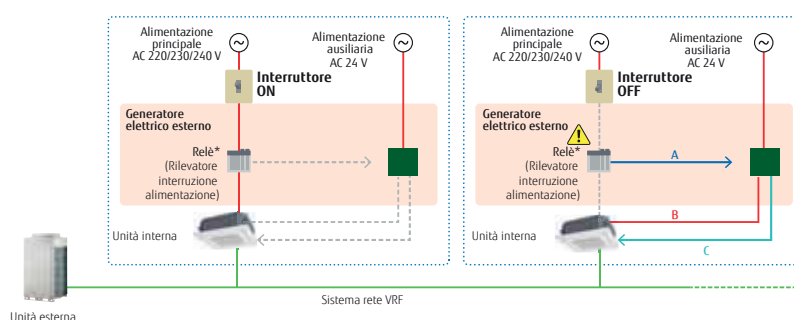 Alimentazione
principale
AC 220/230/240 V
Alimentazione
ausiliaria
AC 24 V
Interruttore
ON
Generatore
elettrico esterno
Relè*
(Rilevatore
interruzione
alimentazione)
Unità interna
Alimentazione
principale
AC 220/230/240 V
Alimentazione
ausiliaria
AC 24 V
Interruttore
OFF
Generatore
elettrico esterno
Relè*
(Rilevatore
interruzione
alimentazione)
A
B
C
Unità interna
Sistema rete VRF
Unità esterna